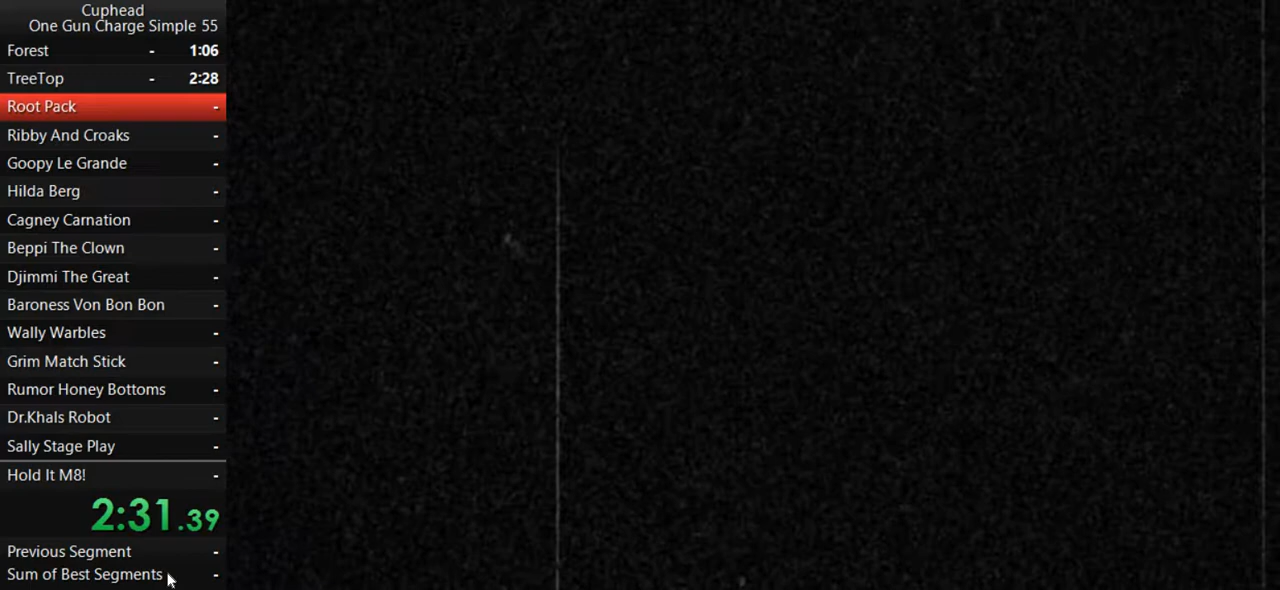 Cuphead
One Gun Charge Simple 55
Forest - 1:06
TreeTop - 2:28
Root Pack -
Ribby And Croaks -
Goopy Le Grande -
Hilda Berg -
Cagney Carnation -
Beppi The Clown -
Djimmi The Great -
Baroness Von Bon Bon -
Wally Warbles -
Grim Match Stick -
Rumor Honey Bottoms -
Dr.Khals Robot -
Sally Stage Play -
Hold It M8! -
2:31.39
Previous Segment -
Sum of Best Segments -